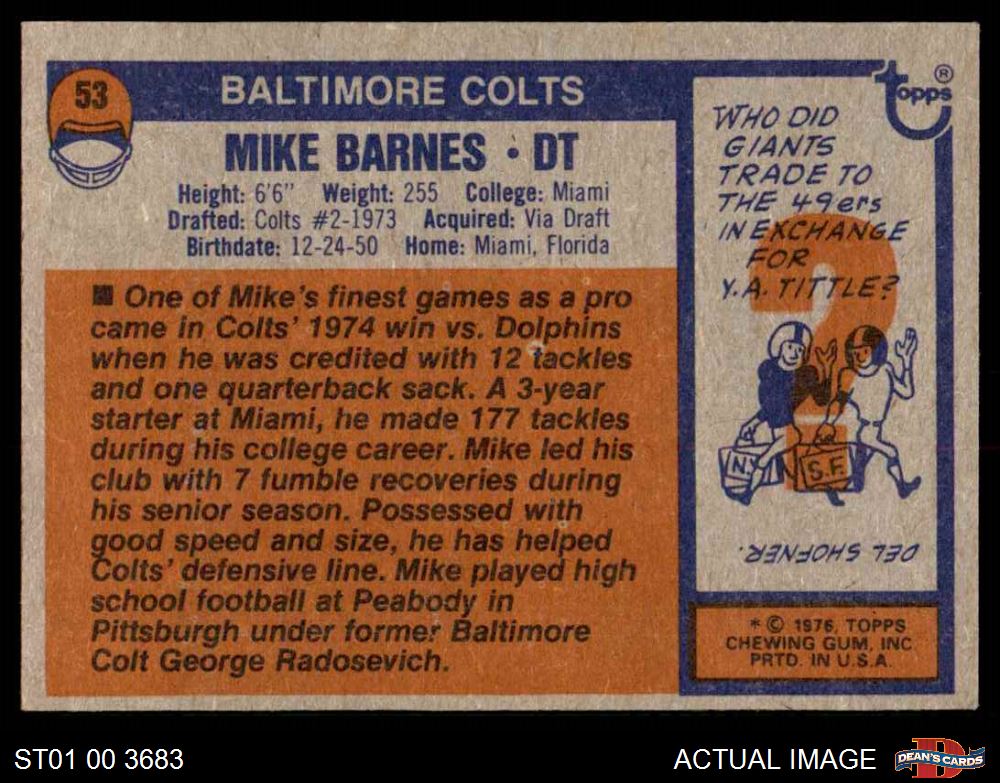 53
BALTIMORE COLTS
MIKE BARNES • DT
Height: 6'6" Weight: 255 College: Miami
Drafted: Colts #2-1973 Acquired: Via Draft
Birthdate: 12-24-50 Home: Miami, Florida
■ One of Mike's finest games as a pro
came in Colts' 1974 win vs. Dolphins
when he was credited with 12 tackles
and one quarterback sack. A 3-year
starter at Miami, he made 177 tackles
during his college career. Mike led his
club with 7 fumble recoveries during
his senior season. Possessed with
good speed and size, he has helped
Colts' defensive line. Mike played high
school football at Peabody in
Pittsburgh under former Baltimore
Colt George Radosevich.
topps ®
WHO DID
GIANTS
TRADE TO
THE 49ers
IN EXCHANGE
FOR
Y.A. TITTLE?
?
N.Y.
S.F.
DEL SHOFNER.
* © 1976, TOPPS
CHEWING GUM, INC.
PRTD. IN U.S.A.
ST01 00 3683
ACTUAL IMAGE
D
DEAN'S CARDS